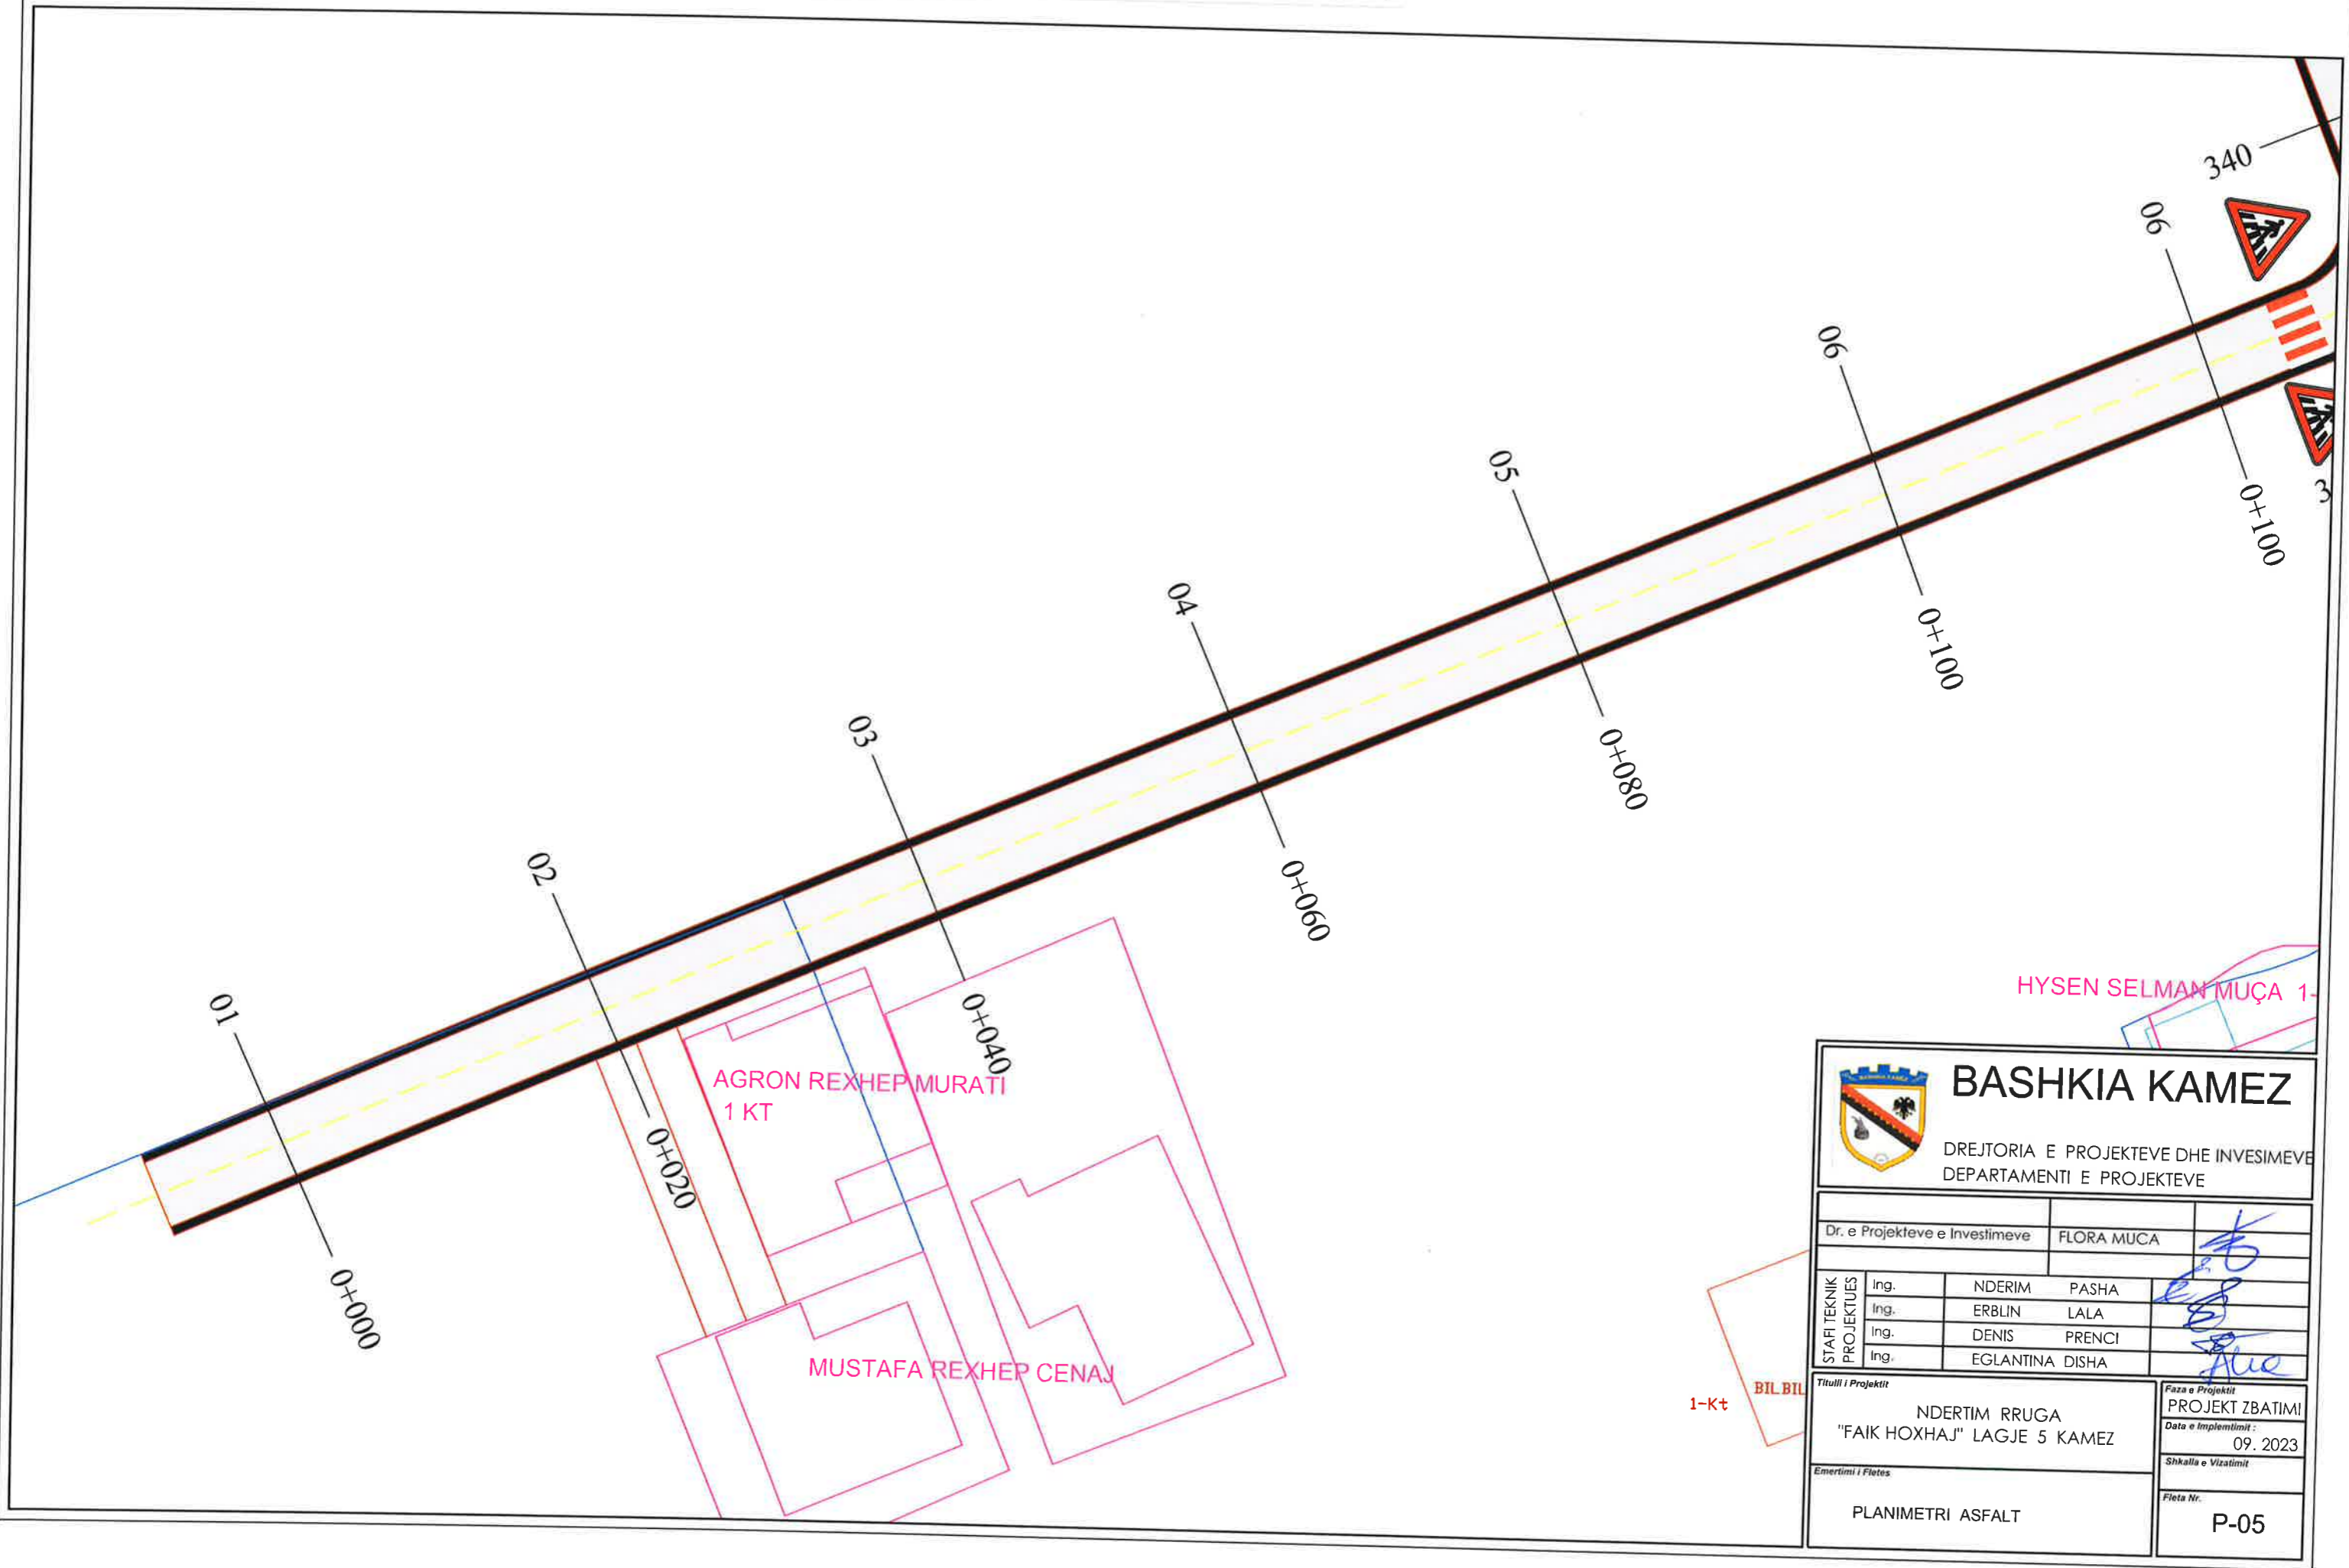 340
06
06
05
04
03
02
01
3
0+100
0+100
0+080
0+060
0+040
0+020
0+000
AGRON REXHEP MURATI
1 KT
MUSTAFA REXHEP CENAJ
HYSEN SELMAN MUÇA 1-
1-Kt
BILBIL
BASHKIA KAMEZ
DREJTORIA E PROJEKTEVE DHE INVESIMEVE
DEPARTAMENTI E PROJEKTEVE
Dr. e Projekteve e Investimeve FLORA MUCA
STAFI TEKNIK
PROJEKTUES
Ing. NDERIM PASHA
Ing. ERBLIN LALA
Ing. DENIS PRENCI
Ing. EGLANTINA DISHA
Titulli i Projektit
NDERTIM RRUGA
"FAIK HOXHAJ" LAGJE 5 KAMEZ
Faza e Projektit
PROJEKT ZBATIMI
Data e Implemtimit :
09. 2023
Shkalla e Vizatimit
Emertimi i Fletes
PLANIMETRI ASFALT
Fleta Nr.
P-05